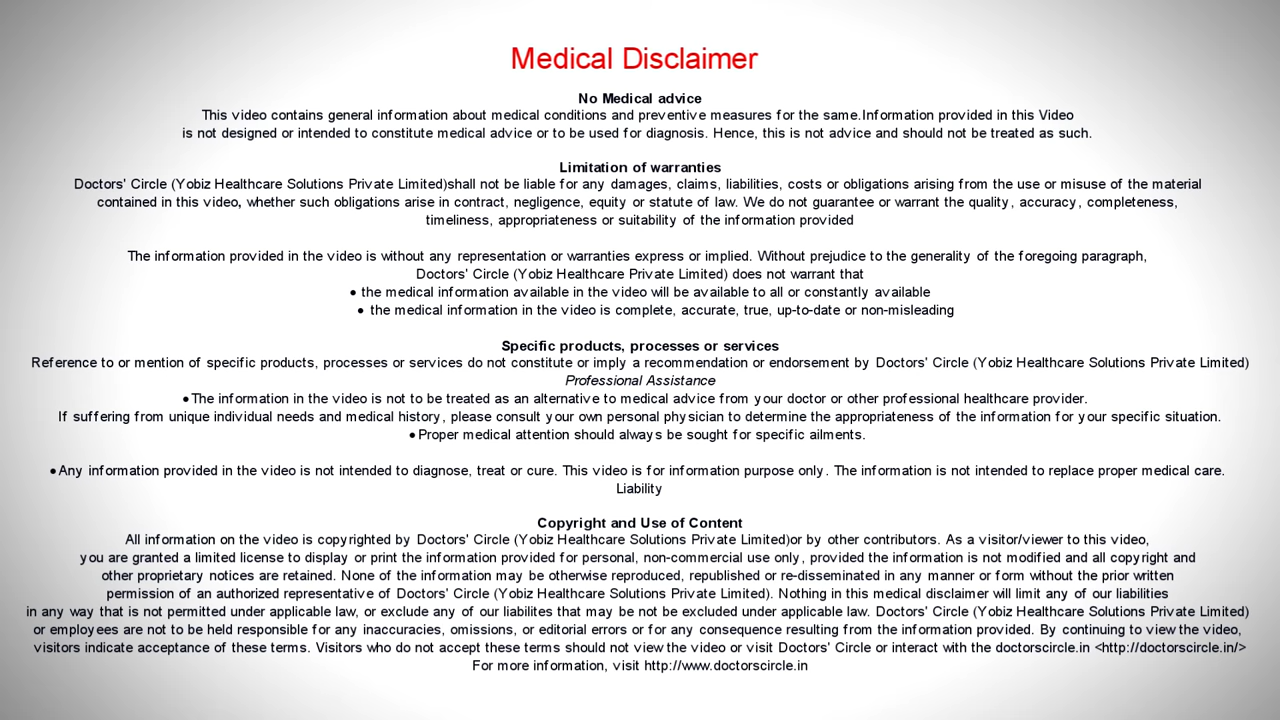 Medical Disclaimer
No Medical advice
This video contains general information about medical conditions and preventive measures for the same.Information provided in this Video
is not designed or intended to constitute medical advice or to be used for diagnosis. Hence, this is not advice and should not be treated as such.
Limitation of warranties
Doctors' Circle (Yobiz Healthcare Solutions Private Limited)shall not be liable for any damages, claims, liabilities, costs or obligations arising from the use or misuse of the material
contained in this video, whether such obligations arise in contract, negligence, equity or statute of law. We do not guarantee or warrant the quality, accuracy, completeness,
timeliness, appropriateness or suitability of the information provided
The information provided in the video is without any representation or warranties express or implied. Without prejudice to the generality of the foregoing paragraph,
Doctors' Circle (Yobiz Healthcare Private Limited) does not warrant that
• the medical information available in the video will be available to all or constantly available
• the medical information in the video is complete, accurate, true, up-to-date or non-misleading
Specific products, processes or services
Reference to or mention of specific products, processes or services do not constitute or imply a recommendation or endorsement by Doctors' Circle (Yobiz Healthcare Solutions Private Limited)
Professional Assistance
•The information in the video is not to be treated as an alternative to medical advice from your doctor or other professional healthcare provider.
If suffering from unique individual needs and medical history, please consult your own personal physician to determine the appropriateness of the information for your specific situation.
•Proper medical attention should always be sought for specific ailments.
•Any information provided in the video is not intended to diagnose, treat or cure. This video is for information purpose only. The information is not intended to replace proper medical care.
Liability
Copyright and Use of Content
All information on the video is copyrighted by Doctors' Circle (Yobiz Healthcare Solutions Private Limited)or by other contributors. As a visitor/viewer to this video,
you are granted a limited license to display or print the information provided for personal, non-commercial use only, provided the information is not modified and all copyright and
other proprietary notices are retained. None of the information may be otherwise reproduced, republished or re-disseminated in any manner or form without the prior written
permission of an authorized representative of Doctors' Circle (Yobiz Healthcare Solutions Private Limited). Nothing in this medical disclaimer will limit any of our liabilities
in any way that is not permitted under applicable law, or exclude any of our liabilites that may be not be excluded under applicable law. Doctors' Circle (Yobiz Healthcare Solutions Private Limited)
or employees are not to be held responsible for any inaccuracies, omissions, or editorial errors or for any consequence resulting from the information provided. By continuing to view the video,
visitors indicate acceptance of these terms. Visitors who do not accept these terms should not view the video or visit Doctors' Circle or interact with the doctorscircle.in <http://doctorscircle.in/>
For more information, visit http://www.doctorscircle.in